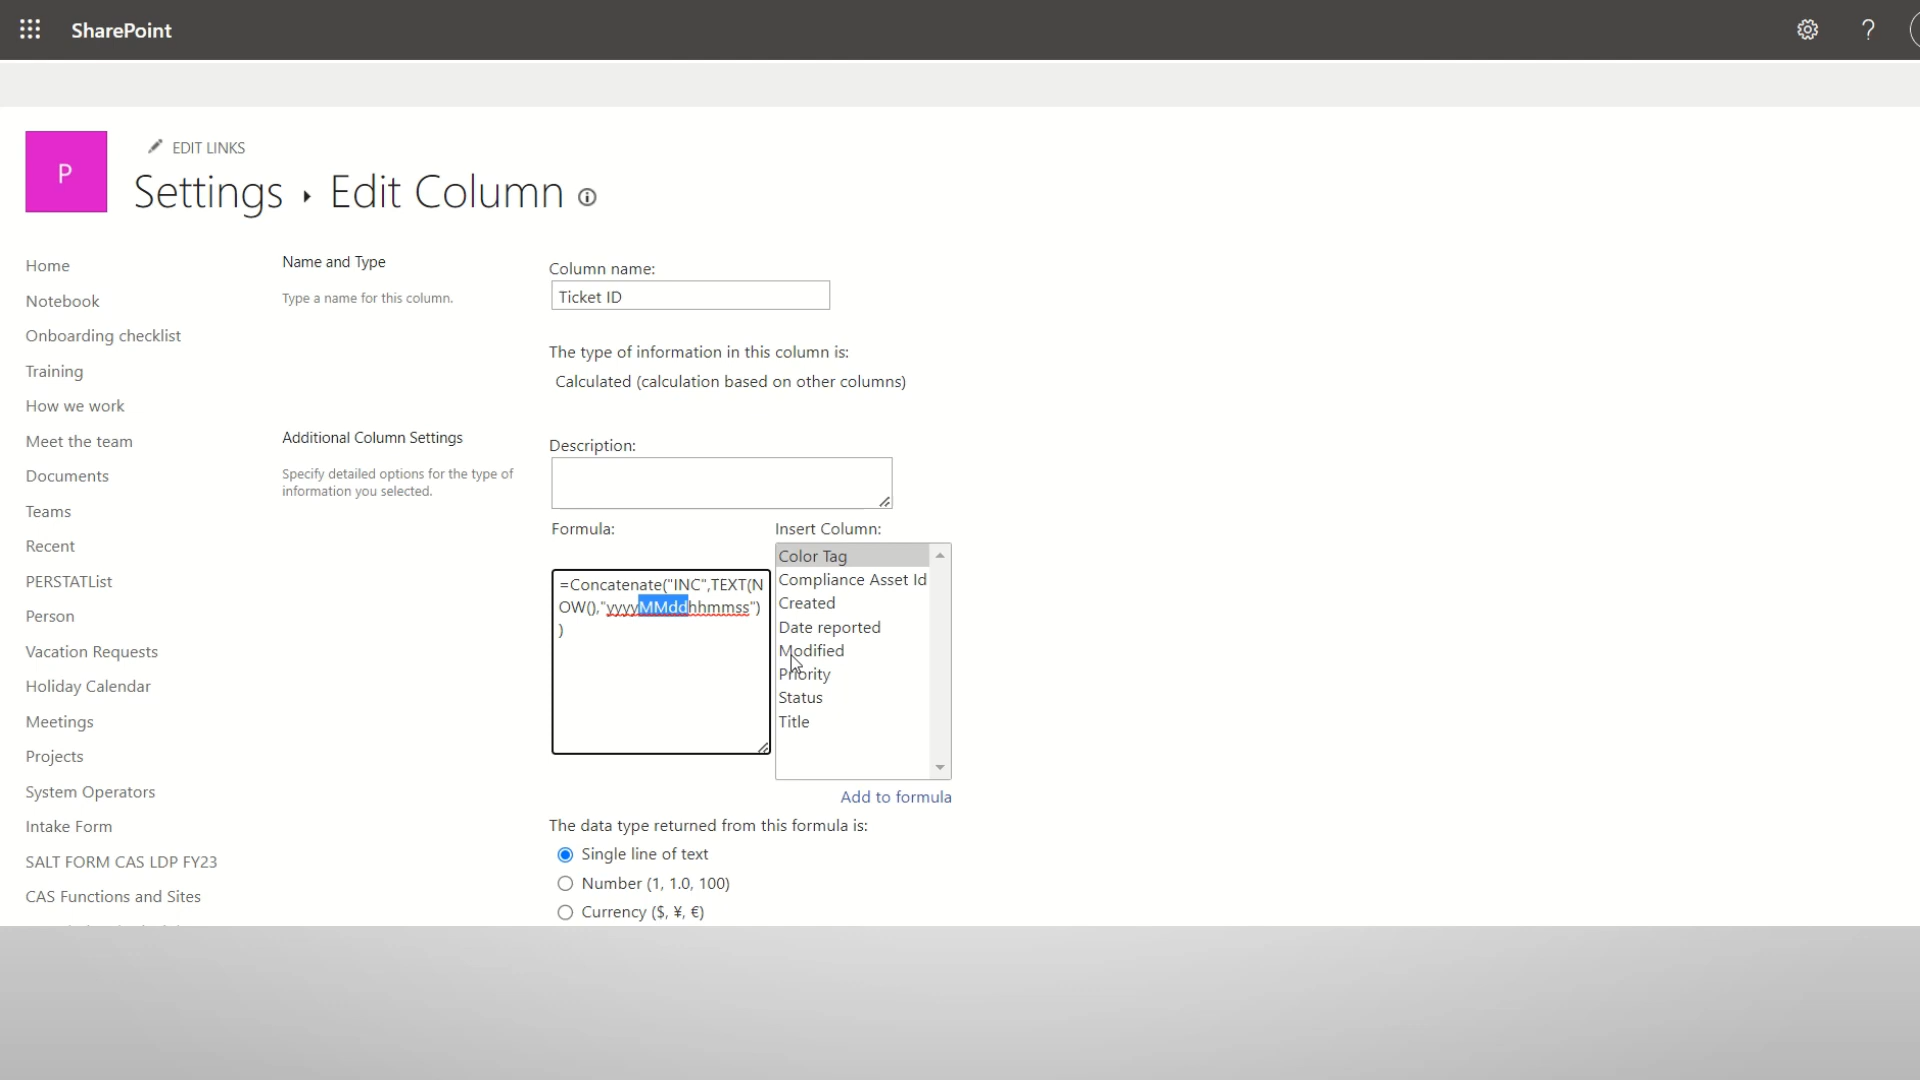 SharePoint
?
P
EDIT LINKS
Settings ▸ Edit Column
Home
Notebook
Onboarding checklist
Training
How we work
Meet the team
Documents
Teams
Recent
PERSTATList
Person
Vacation Requests
Holiday Calendar
Meetings
Projects
System Operators
Intake Form
SALT FORM CAS LDP FY23
CAS Functions and Sites
Name and Type
Type a name for this column.
Column name:
Ticket ID
The type of information in this column is:
Calculated (calculation based on other columns)
Additional Column Settings
Specify detailed options for the type of
information you selected.
Description:
Formula:
=Concatenate("INC",TEXT(N
OW(),"yyyyMMddhhmmss")
)
Insert Column:
Color Tag
Compliance Asset Id
Created
Date reported
Modified
Priority
Status
Title
Add to formula
The data type returned from this formula is:
Single line of text
Number (1, 1.0, 100)
Currency ($, ¥, €)